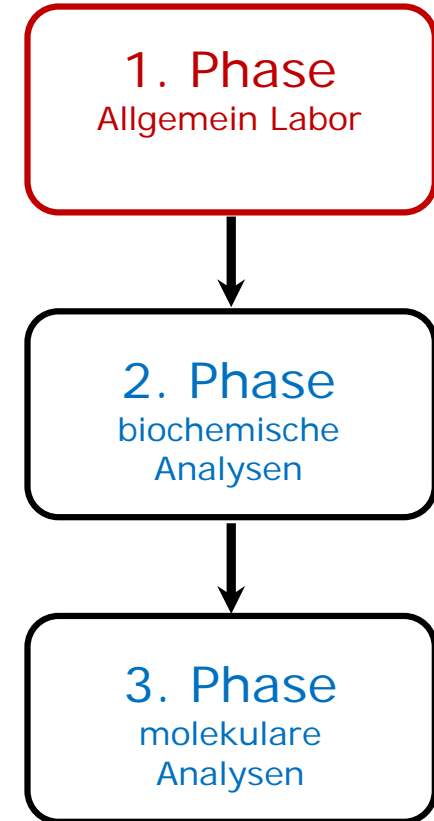 1. Phase
Allgemein Labor
2. Phase
biochemische
Analysen
3. Phase
molekulare
Analysen